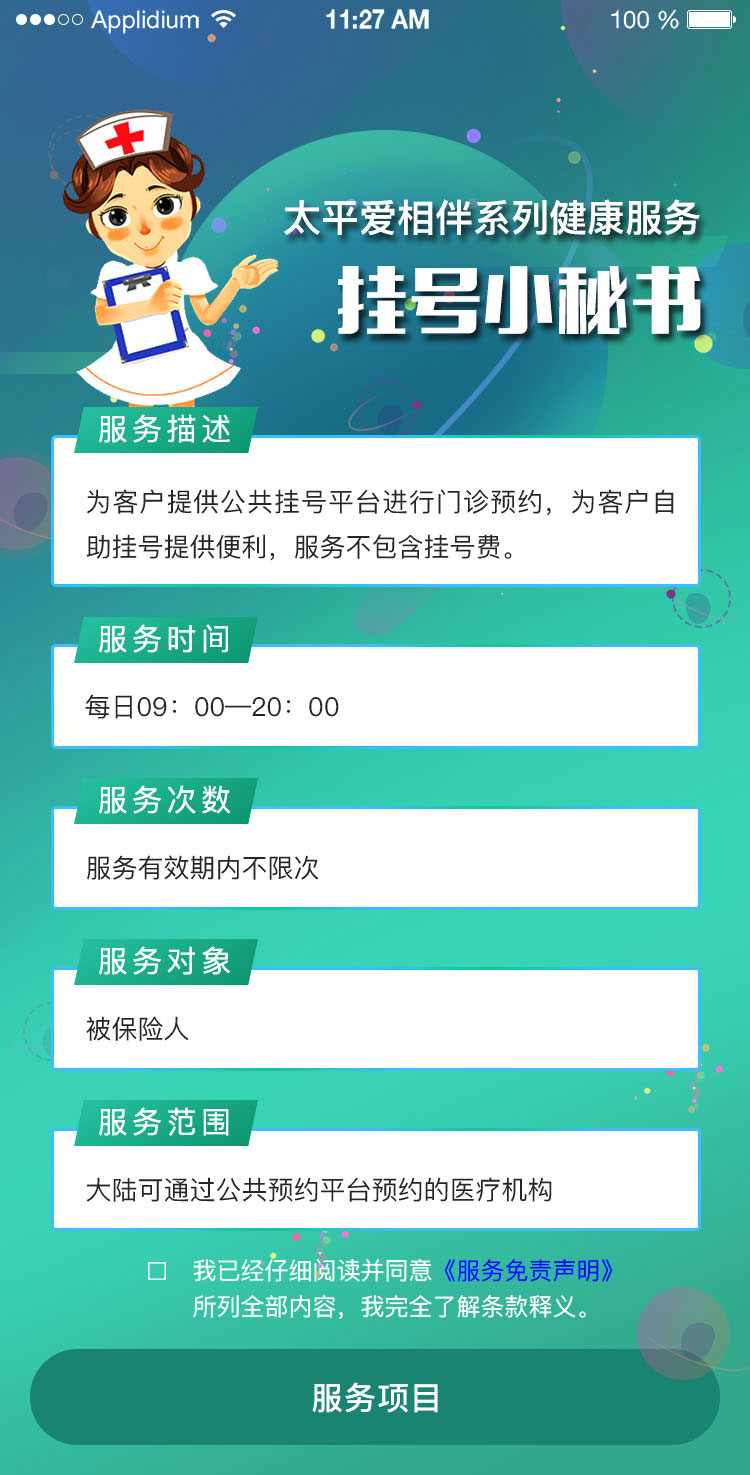 Applidium 11:27 AM 100 %
太平爱相伴系列健康服务
挂号小秘书
服务描述
为客户提供公共挂号平台进行门诊预约，为客户自
助挂号提供便利，服务不包含挂号费。
服务时间
每日09：00—20：00
服务次数
服务有效期内不限次
服务对象
被保险人
服务范围
大陆可通过公共预约平台预约的医疗机构
我已经仔细阅读并同意《服务免责声明》
所列全部内容，我完全了解条款释义。
服务项目